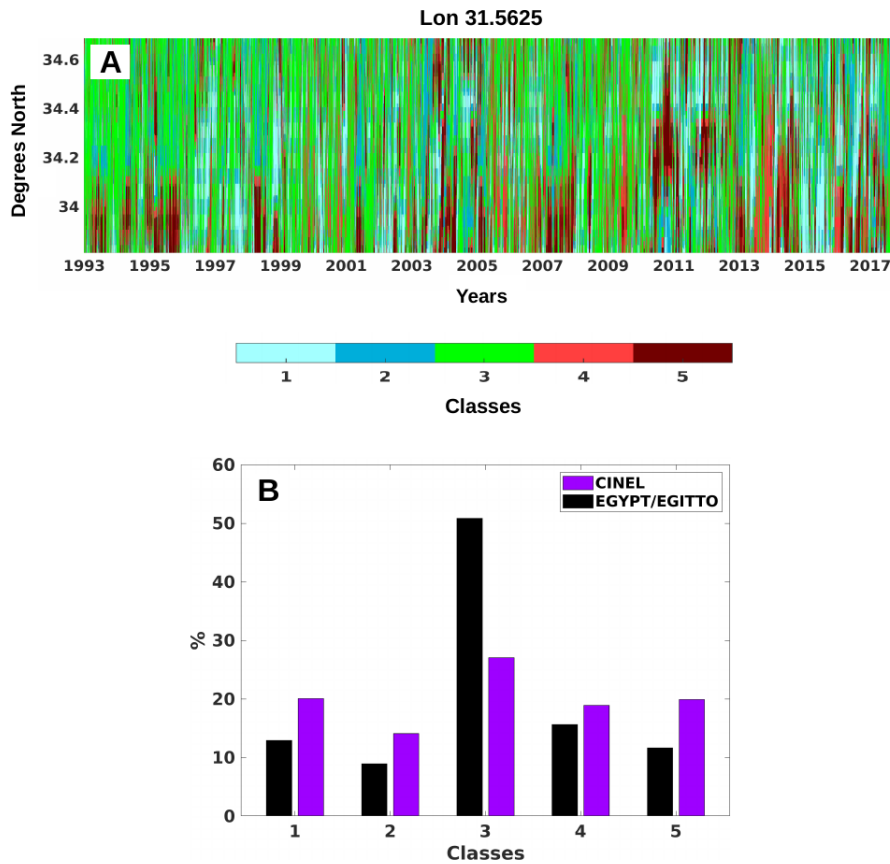 Lon 31.5625
A
34.6
34.4
34.2
34
Degrees North
1993 1995 1997 1999 2001 2003 2005 2007 2009 2011 2013 2015 2017
Years
1 2 3 4 5
Classes
B
60
50
40
30
20
10
0
%
CINEL
EGYPT/EGITTO
1 2 3 4 5
Classes